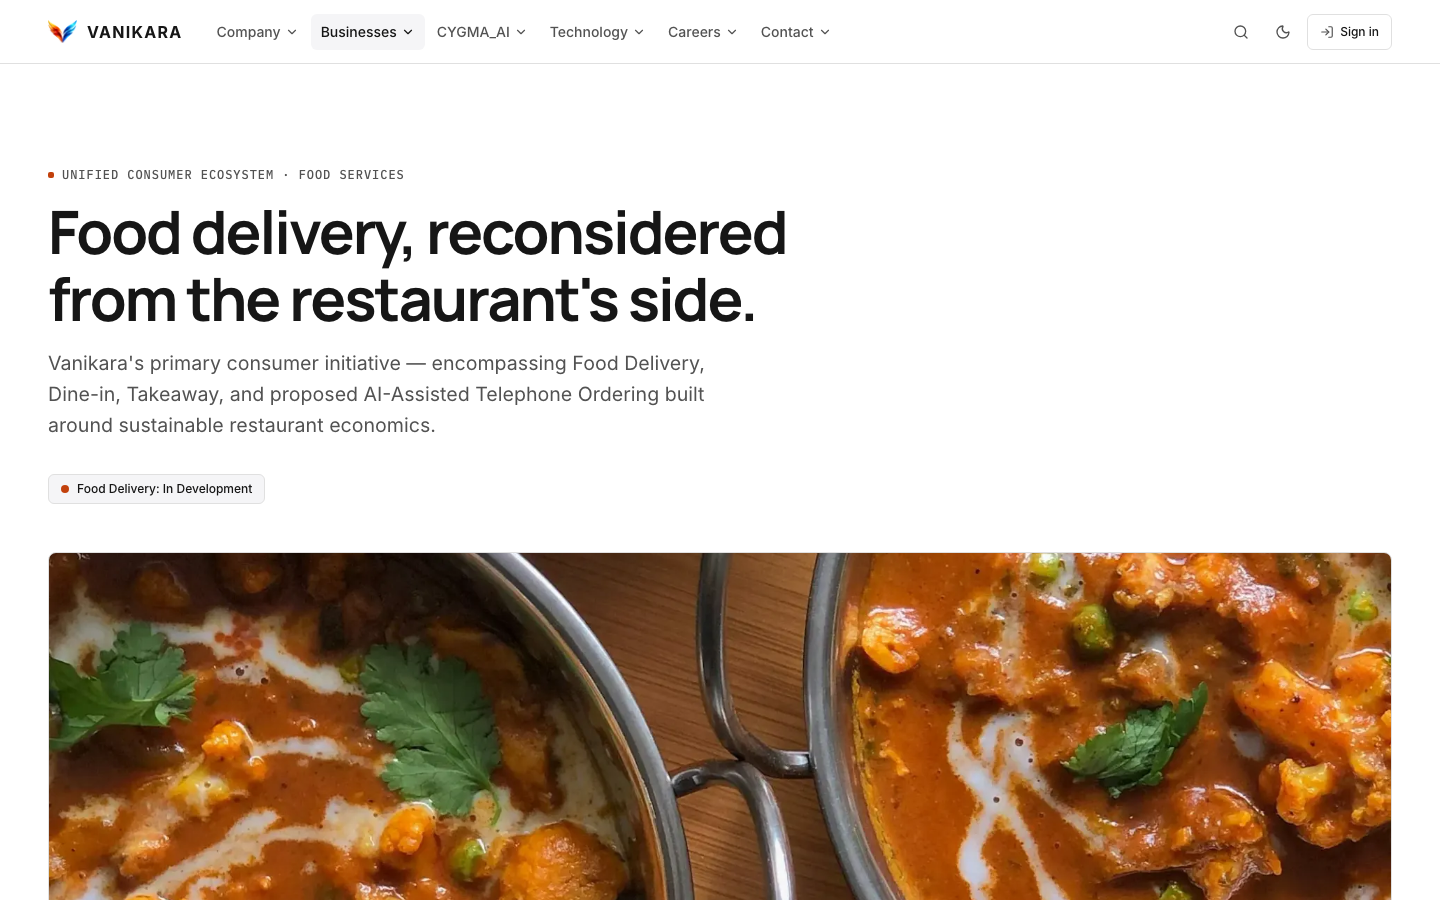 VANIKARA
Company
Businesses
CYGMA_AI
Technology
Careers
Contact
Sign in
UNIFIED CONSUMER ECOSYSTEM · FOOD SERVICES
Food delivery, reconsidered
from the restaurant's side.
Vanikara's primary consumer initiative — encompassing Food Delivery,
Dine-in, Takeaway, and proposed AI-Assisted Telephone Ordering built
around sustainable restaurant economics.
Food Delivery: In Development